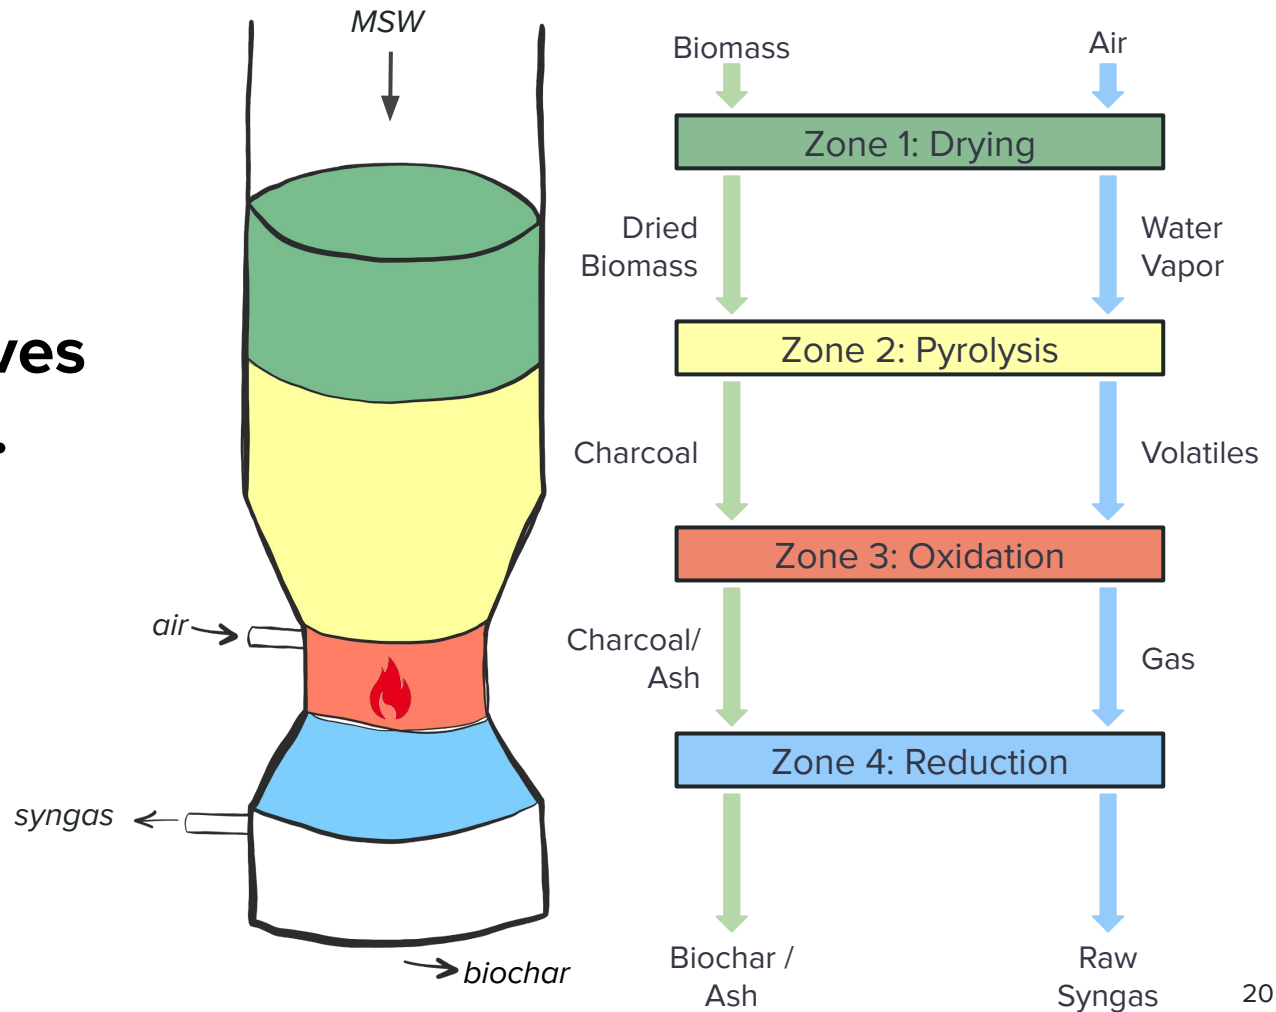 ves
.
MSW
air
syngas
biochar
Biomass
Air
Zone 1: Drying
Dried
Biomass
Water
Vapor
Zone 2: Pyrolysis
Charcoal
Volatiles
Zone 3: Oxidation
Charcoal/
Ash
Gas
Zone 4: Reduction
Biochar /
Ash
Raw
Syngas
20